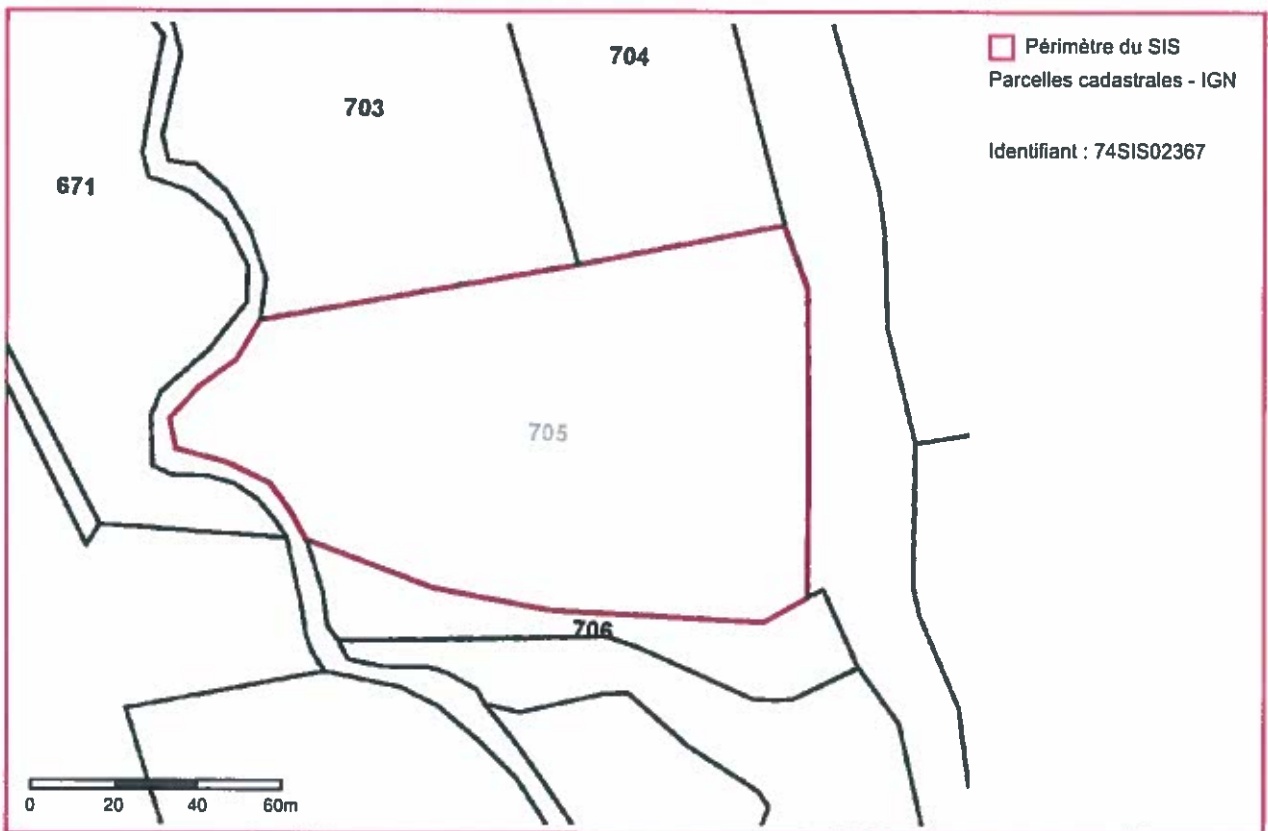 704
Périmètre du SIS
703
Parcelles cadastrales - IGN
Identifiant : 74SIS02367
671
705
706
0 20 40 60m